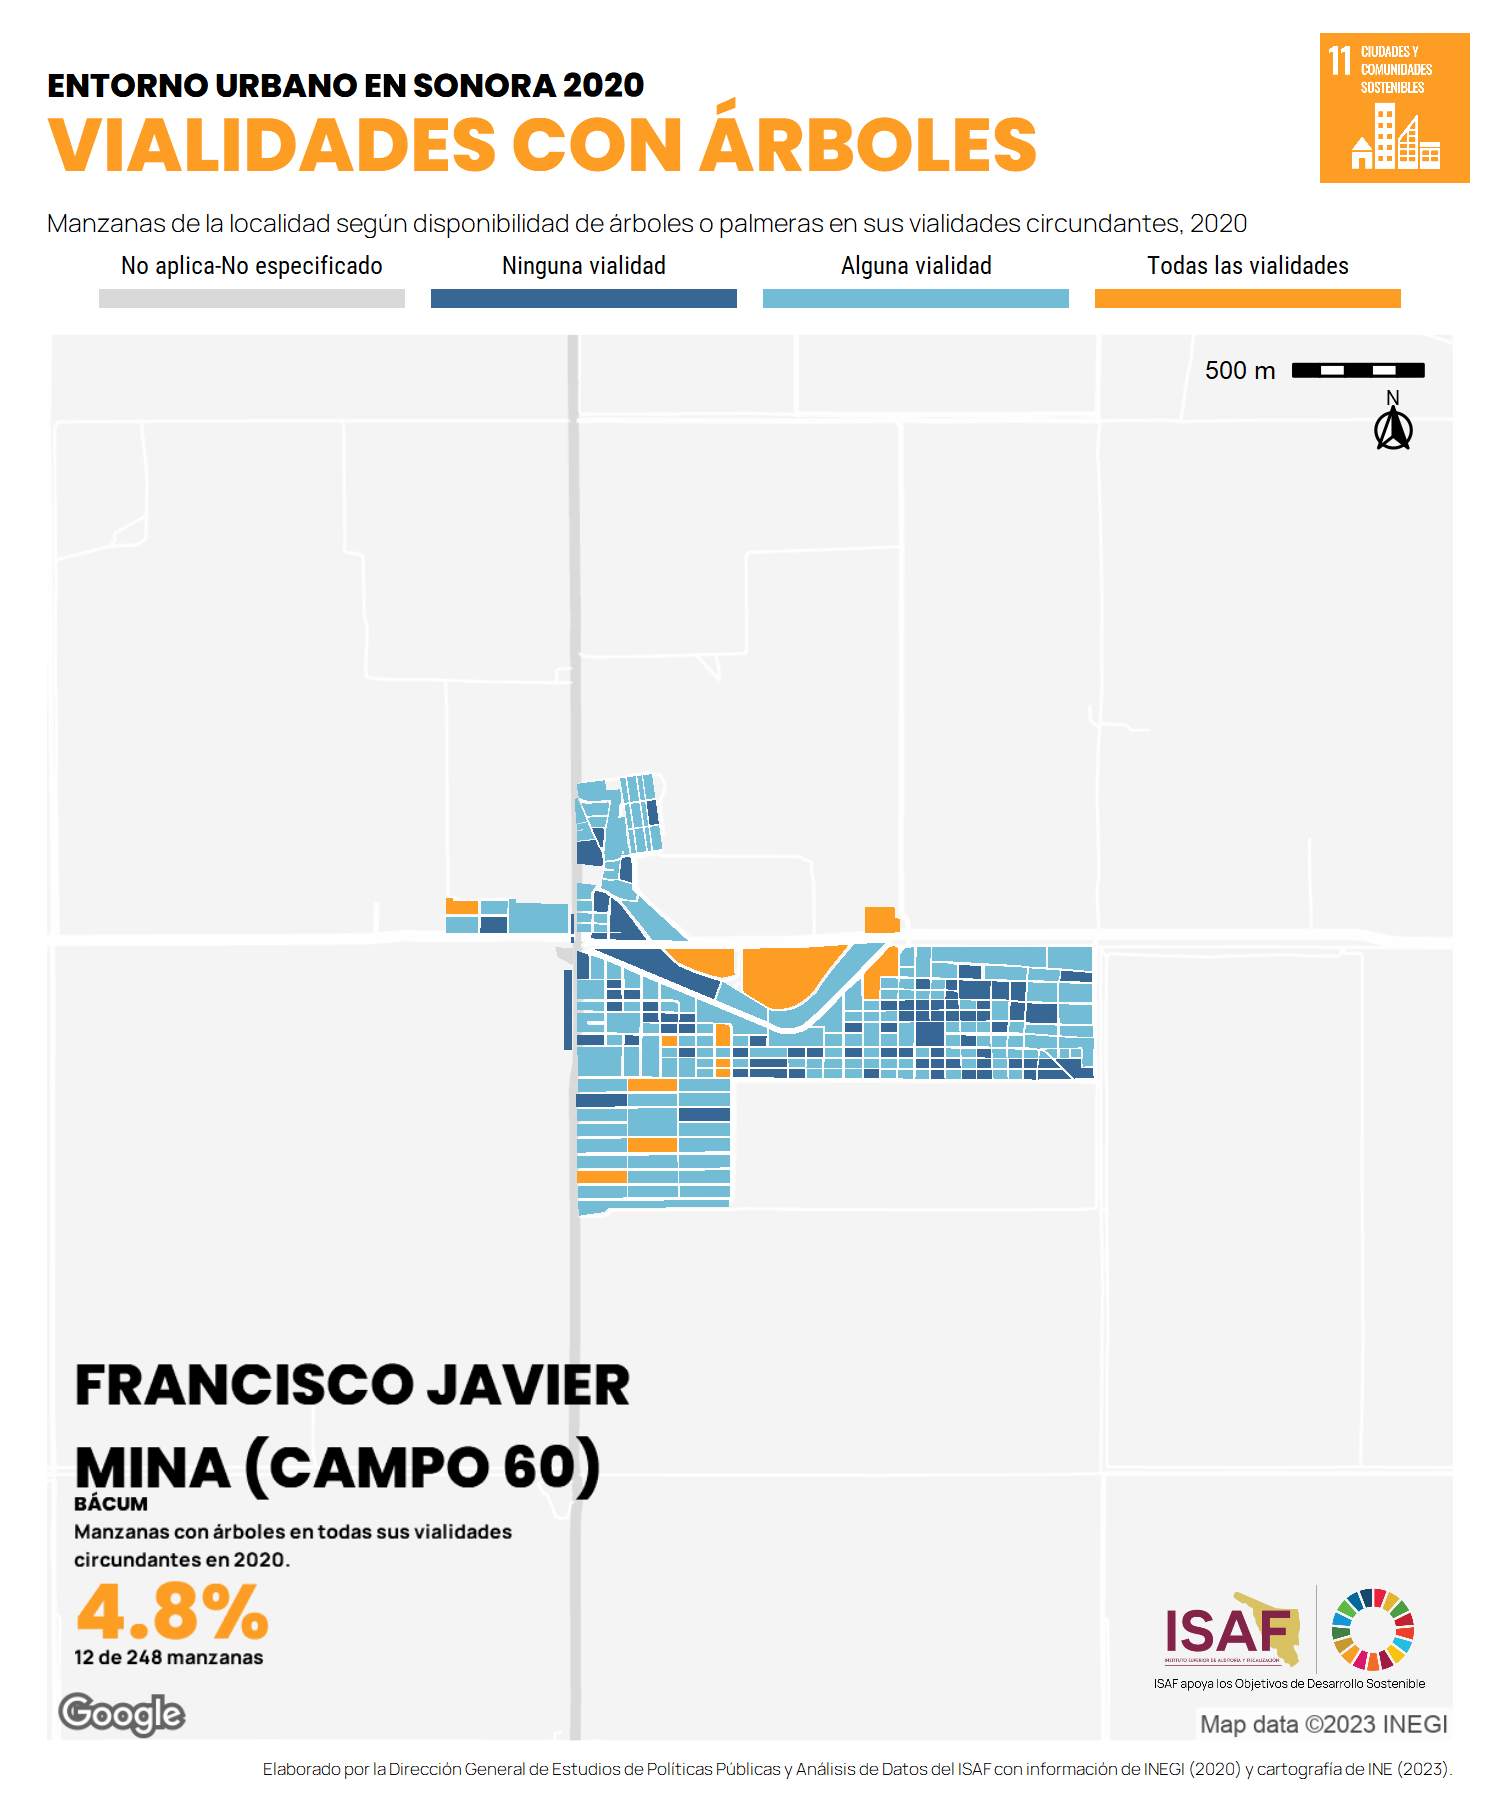 ENTORNO URBANO EN SONORA 2020
VIALIDADES CON ÁRBOLES
11 CIUDADES Y
COMUNIDADES
SOSTENIBLES
Manzanas de la localidad según disponibilidad de árboles o palmeras en sus vialidades circundantes, 2020
No aplica-No especificado
Ninguna vialidad
Alguna vialidad
Todas las vialidades
500 m
N
FRANCISCO JAVIER
MINA (CAMPO 60)
BÁCUM
Manzanas con árboles en todas sus vialidades
circundantes en 2020.
4.8%
12 de 248 manzanas
Google
ISAF
INSTITUTO SUPERIOR DE AUDITORÍA Y FISCALIZACIÓN
ISAF apoya los Objetivos de Desarrollo Sostenible
Map data ©2023 INEGI
Elaborado por la Dirección General de Estudios de Políticas Públicas y Análisis de Datos del ISAF con información de INEGI (2020) y cartografía de INE (2023).